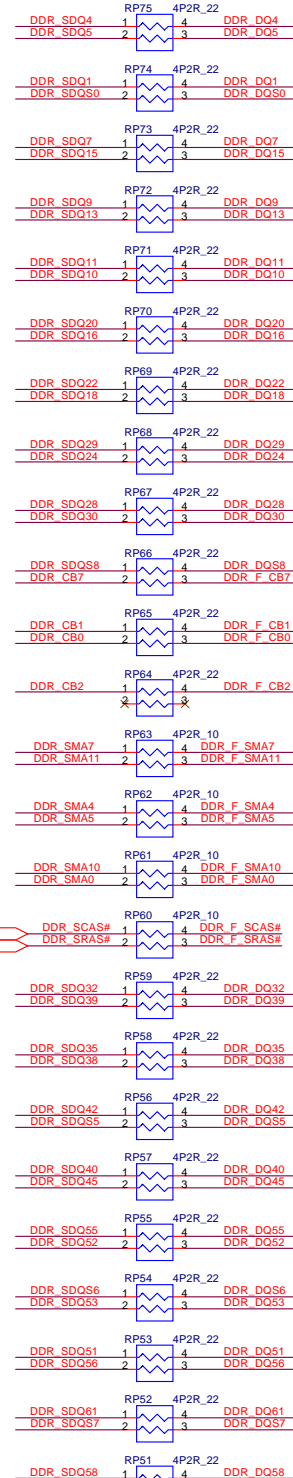 RP75 4P2R_22
DDR_SDQ4 1 4 DDR_DQ4
DDR_SDQ5 2 3 DDR_DQ5
RP74 4P2R_22
DDR_SDQ1 1 4 DDR_DQ1
DDR_SDQS0 2 3 DDR_DQS0
RP73 4P2R_22
DDR_SDQ7 1 4 DDR_DQ7
DDR_SDQ15 2 3 DDR_DQ15
RP72 4P2R_22
DDR_SDQ9 1 4 DDR_DQ9
DDR_SDQ13 2 3 DDR_DQ13
RP71 4P2R_22
DDR_SDQ11 1 4 DDR_DQ11
DDR_SDQ10 2 3 DDR_DQ10
RP70 4P2R_22
DDR_SDQ20 1 4 DDR_DQ20
DDR_SDQ16 2 3 DDR_DQ16
RP69 4P2R_22
DDR_SDQ22 1 4 DDR_DQ22
DDR_SDQ18 2 3 DDR_DQ18
RP68 4P2R_22
DDR_SDQ29 1 4 DDR_DQ29
DDR_SDQ24 2 3 DDR_DQ24
RP67 4P2R_22
DDR_SDQ28 1 4 DDR_DQ28
DDR_SDQ30 2 3 DDR_DQ30
RP66 4P2R_22
DDR_SDQS8 1 4 DDR_DQS8
DDR_CB7 2 3 DDR_F_CB7
RP65 4P2R_22
DDR_CB1 1 4 DDR_F_CB1
DDR_CB0 2 3 DDR_F_CB0
RP64 4P2R_22
DDR_CB2 1 4 DDR_F_CB2
2 3
RP63 4P2R_10
DDR_SMA7 1 4 DDR_F_SMA7
DDR_SMA11 2 3 DDR_F_SMA11
RP62 4P2R_10
DDR_SMA4 1 4 DDR_F_SMA4
DDR_SMA5 2 3 DDR_F_SMA5
RP61 4P2R_10
DDR_SMA10 1 4 DDR_F_SMA10
DDR_SMA0 2 3 DDR_F_SMA0
RP60 4P2R_10
DDR_SCAS# 1 4 DDR_F_SCAS#
DDR_SRAS# 2 3 DDR_F_SRAS#
RP59 4P2R_22
DDR_SDQ32 1 4 DDR_DQ32
DDR_SDQ39 2 3 DDR_DQ39
RP58 4P2R_22
DDR_SDQ35 1 4 DDR_DQ35
DDR_SDQ38 2 3 DDR_DQ38
RP56 4P2R_22
DDR_SDQ42 1 4 DDR_DQ42
DDR_SDQS5 2 3 DDR_DQS5
RP57 4P2R_22
DDR_SDQ40 1 4 DDR_DQ40
DDR_SDQ45 2 3 DDR_DQ45
RP55 4P2R_22
DDR_SDQ55 1 4 DDR_DQ55
DDR_SDQ52 2 3 DDR_DQ52
RP54 4P2R_22
DDR_SDQS6 1 4 DDR_DQS6
DDR_SDQ53 2 3 DDR_DQ53
RP53 4P2R_22
DDR_SDQ51 1 4 DDR_DQ51
DDR_SDQ56 2 3 DDR_DQ56
RP52 4P2R_22
DDR_SDQ61 1 4 DDR_DQ61
DDR_SDQS7 2 3 DDR_DQS7
RP51 4P2R_22
DDR_SDQ58 1 4 DDR_DQ58